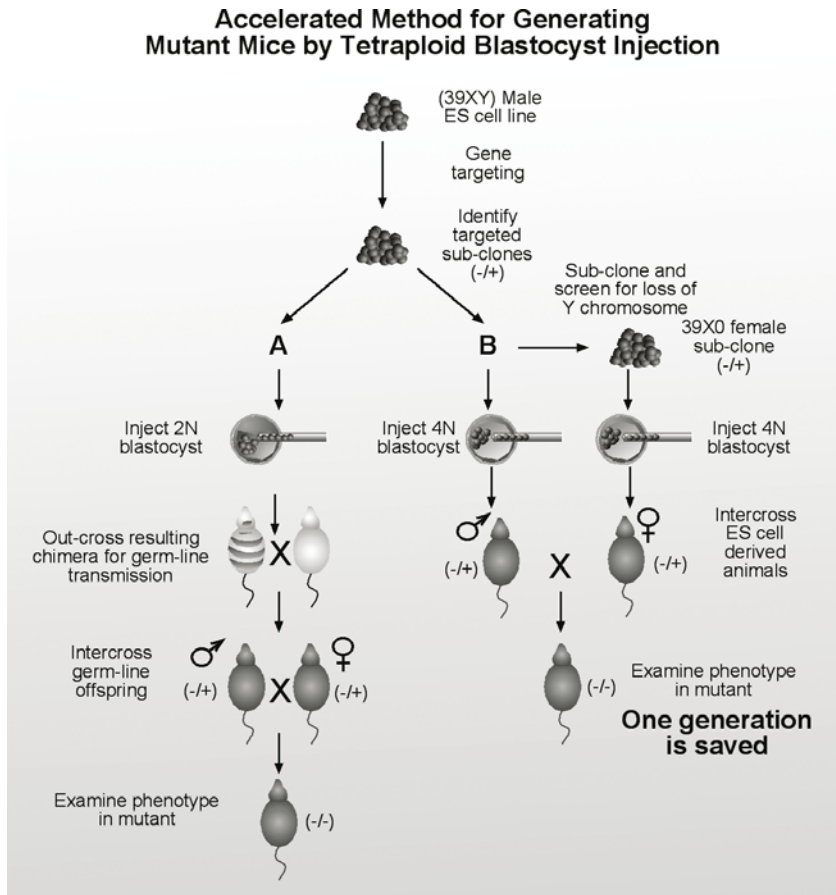 Accelerated Method for Generating
Mutant Mice by Tetraploid Blastocyst Injection
(39XY) Male
ES cell line
Gene
targeting
Identify
targeted
sub-clones
(-/+)
Sub-clone and
screen for loss of
Y chromosome
A
B
39X0 female
sub-clone
(-/+)
Inject 2N
blastocyst
Inject 4N
blastocyst
Inject 4N
blastocyst
Out-cross resulting
chimera for germ-line
transmission
X
♂
(-/+)
X
♀
(-/+)
Intercross
ES cell
derived
animals
Intercross
germ-line
offspring
♂
(-/+)
X
♀
(-/+)
(-/-)
Examine phenotype
in mutant
One generation
is saved
Examine phenotype
in mutant
(-/-)